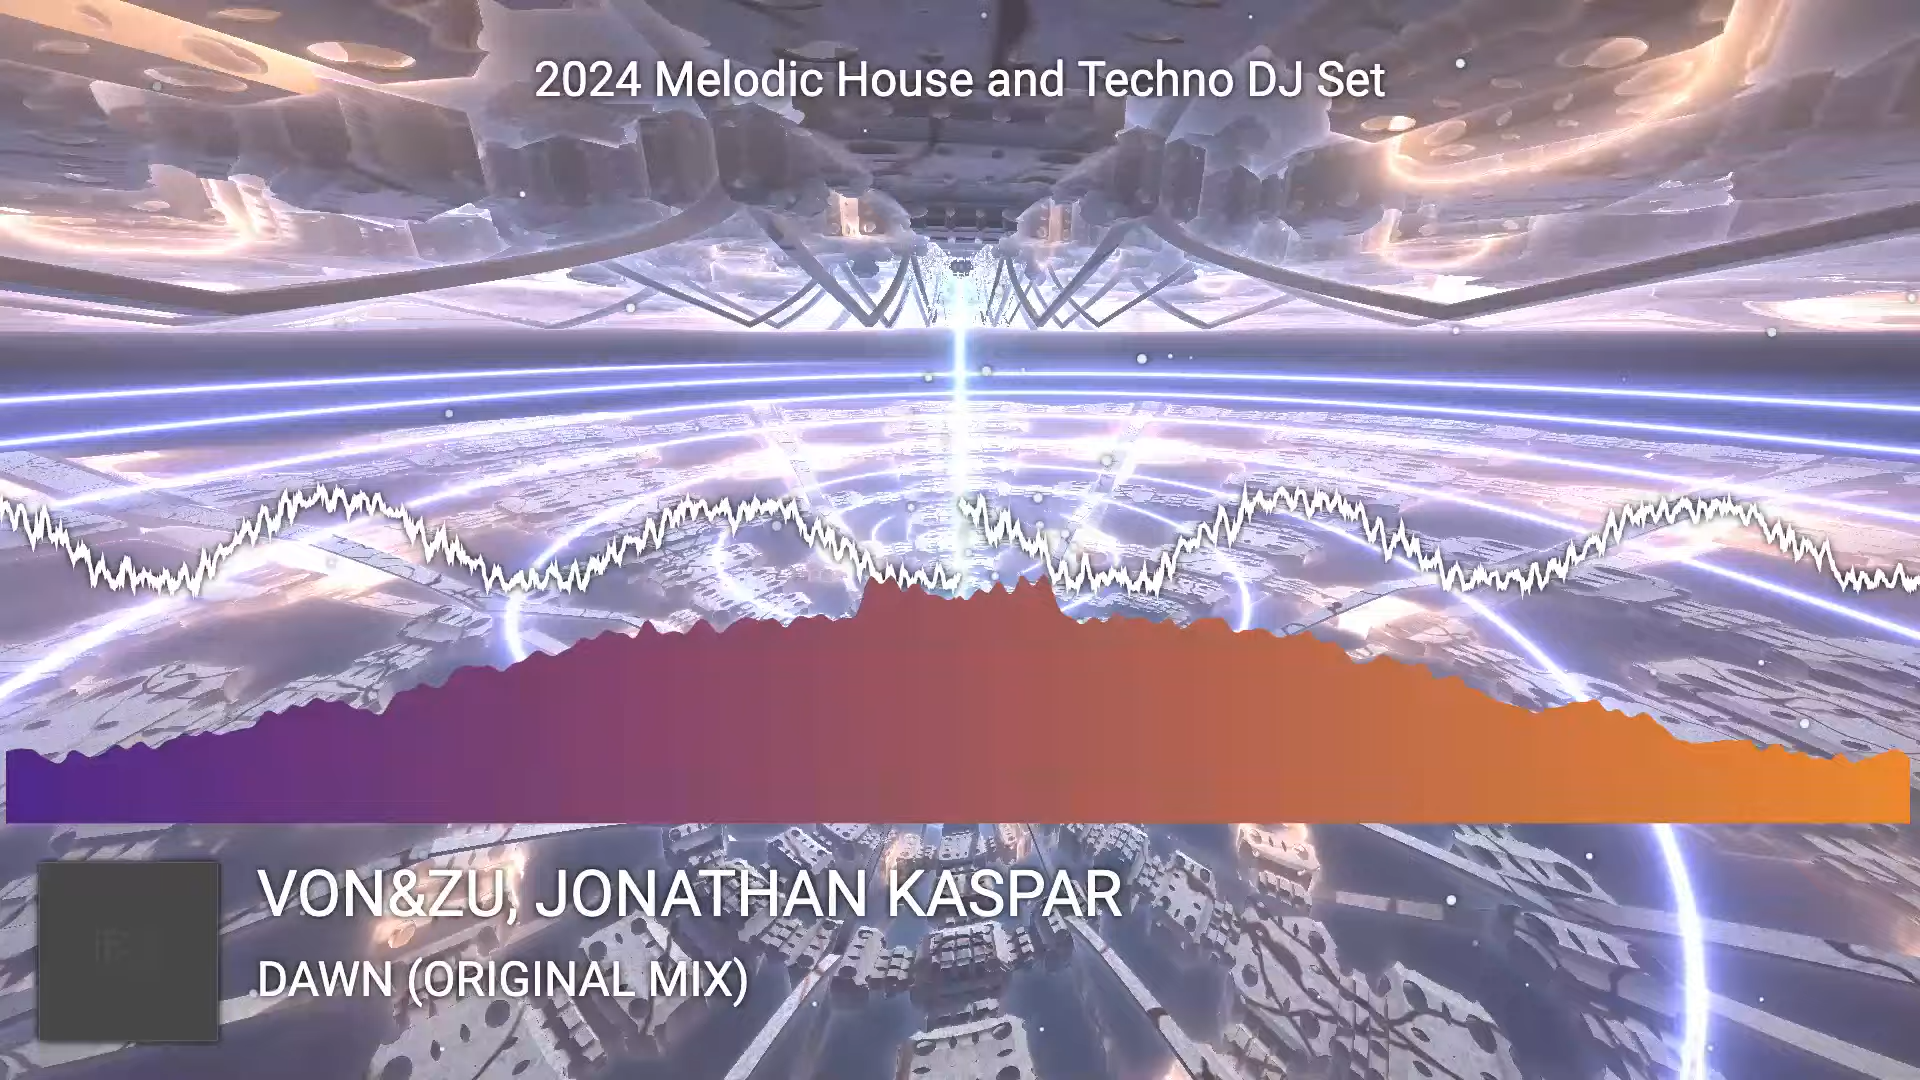 2024 Melodic House and Techno DJ Set
VON&ZU, JONATHAN KASPAR
DAWN (ORIGINAL MIX)